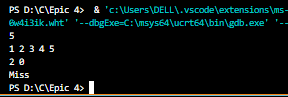 PS D:\C\Epic 4>  & 'c:\Users\DELL\.vscode\extensions\ms-
0w4i3ik.wht' '--dbgExe=C:\msys64\ucrt64\bin\gdb.exe' '--
5
1 2 3 4 5
2 0
Miss
PS D:\C\Epic 4>